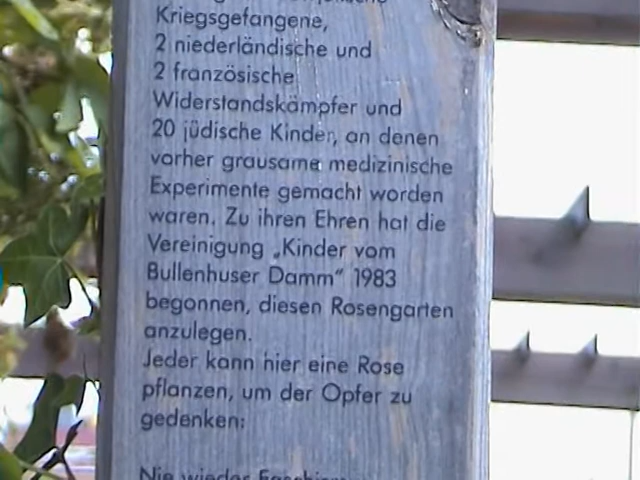 Kriegsgefangene,
2 niederländische und
2 französische
Widerstandskämpfer und
20 jüdische Kinder, an denen
vorher grausame medizinische
Experimente gemacht worden
waren. Zu ihren Ehren hat die
Vereinigung „Kinder vom
Bullenhuser Damm“ 1983
begonnen, diesen Rosengarten
anzulegen.
Jeder kann hier eine Rose
pflanzen, um der Opfer zu
gedenken:
Nie wieder